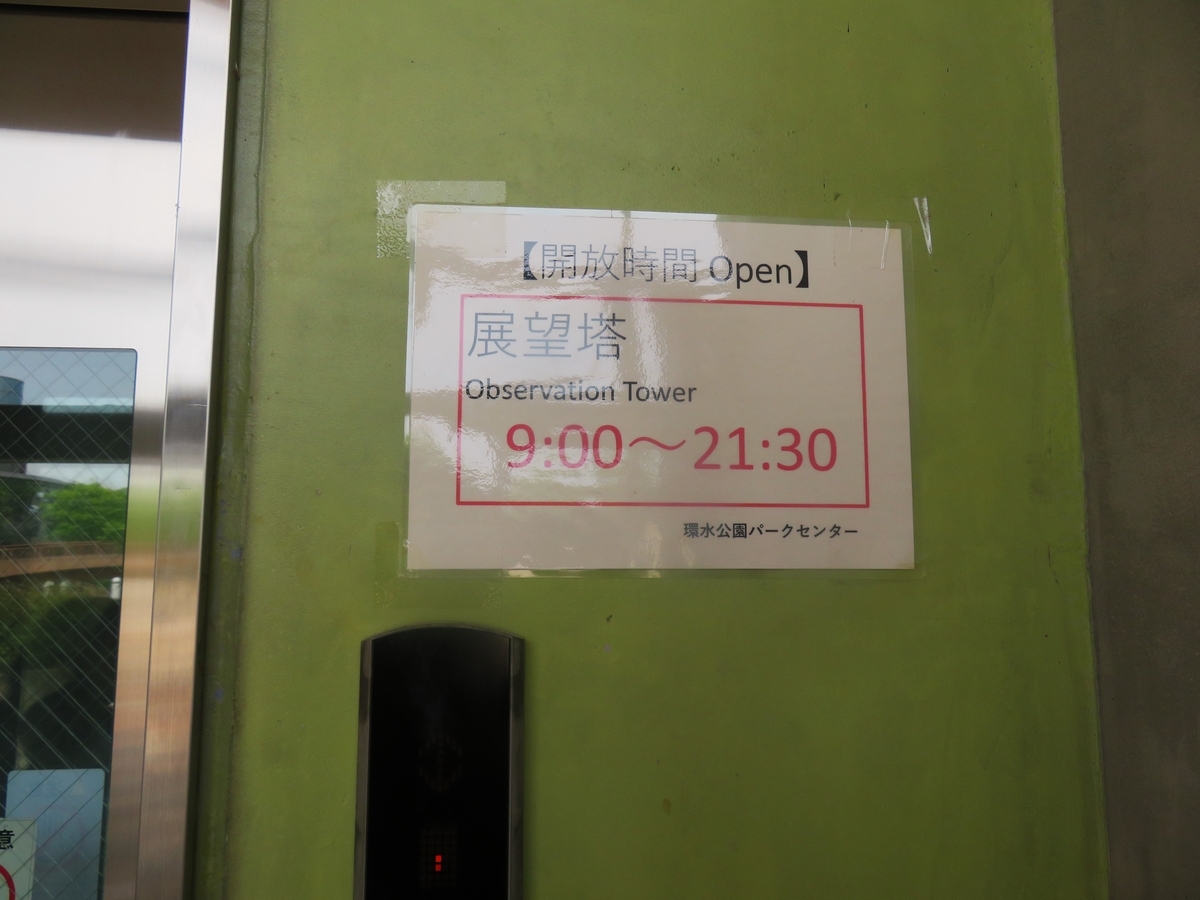 【開放時間 Open】
展望塔
Observation Tower
9:00～21:30
環水公園パークセンター
意